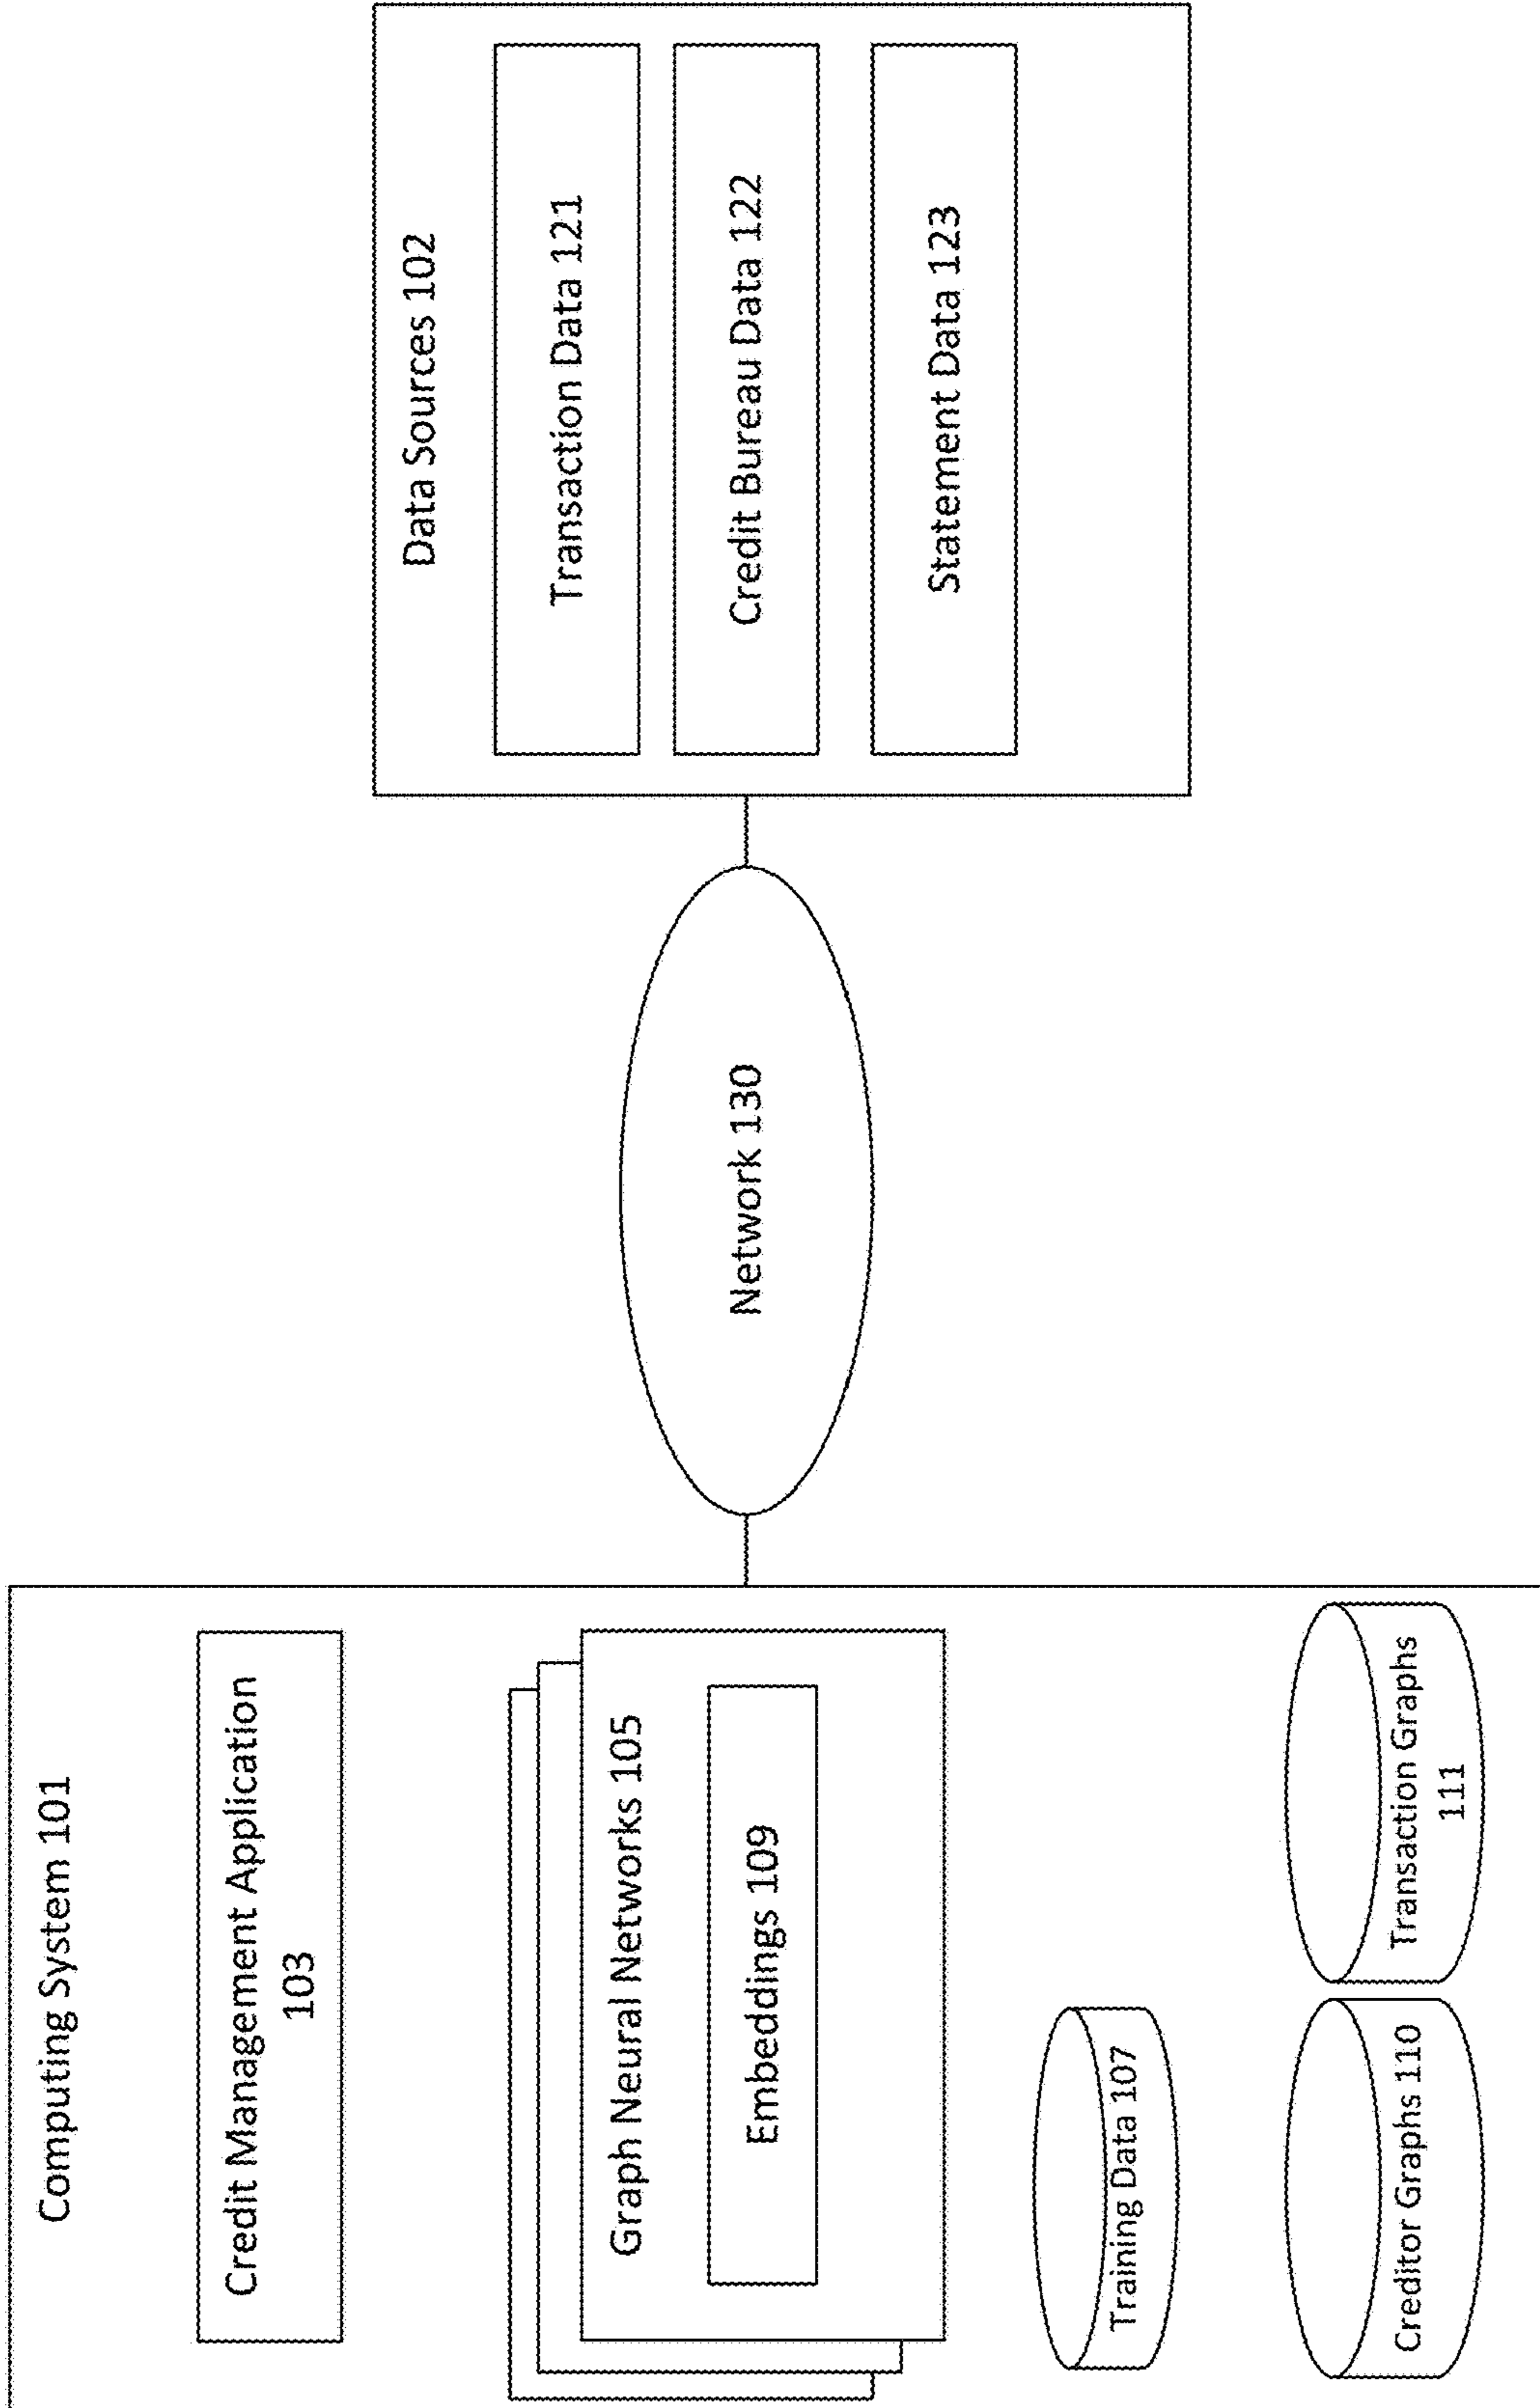 Computing System 101
Credit Management Application
103
Graph Neural Networks 105
Embeddings 109
Training Data 107
Creditor Graphs 110
Transaction Graphs
111
Network 130
Data Sources 102
Transaction Data 121
Credit Bureau Data 122
Statement Data 123